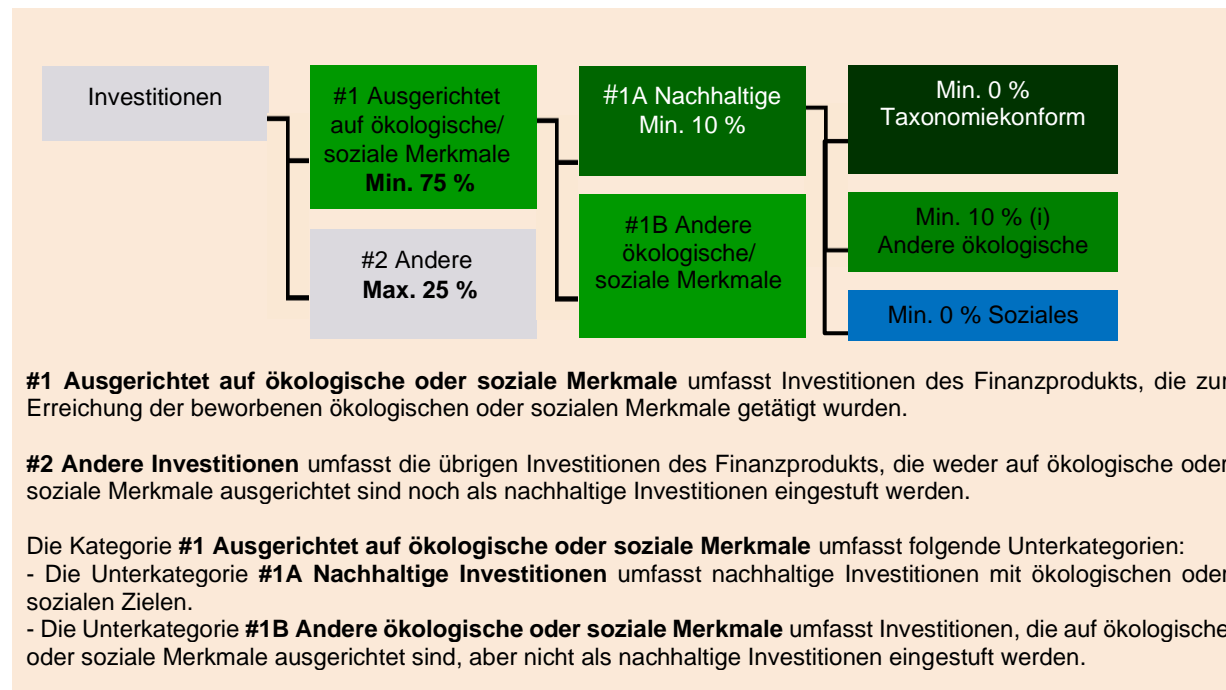 Investitionen
#1 Ausgerichtet
auf ökologische/
soziale Merkmale
Min. 75 %
#2 Andere
Max. 25 %
#1A Nachhaltige
Min. 10 %
#1B Andere
ökologische/
soziale Merkmale
Min. 0 %
Taxonomiekonform
Min. 10 % (i)
Andere ökologische
Min. 0 % Soziales
#1 Ausgerichtet auf ökologische oder soziale Merkmale umfasst Investitionen des Finanzprodukts, die zur
Erreichung der beworbenen ökologischen oder sozialen Merkmale getätigt wurden.
#2 Andere Investitionen umfasst die übrigen Investitionen des Finanzprodukts, die weder auf ökologische oder
soziale Merkmale ausgerichtet sind noch als nachhaltige Investitionen eingestuft werden.
Die Kategorie #1 Ausgerichtet auf ökologische oder soziale Merkmale umfasst folgende Unterkategorien:
- Die Unterkategorie #1A Nachhaltige Investitionen umfasst nachhaltige Investitionen mit ökologischen oder
sozialen Zielen.
- Die Unterkategorie #1B Andere ökologische oder soziale Merkmale umfasst Investitionen, die auf ökologische
oder soziale Merkmale ausgerichtet sind, aber nicht als nachhaltige Investitionen eingestuft werden.